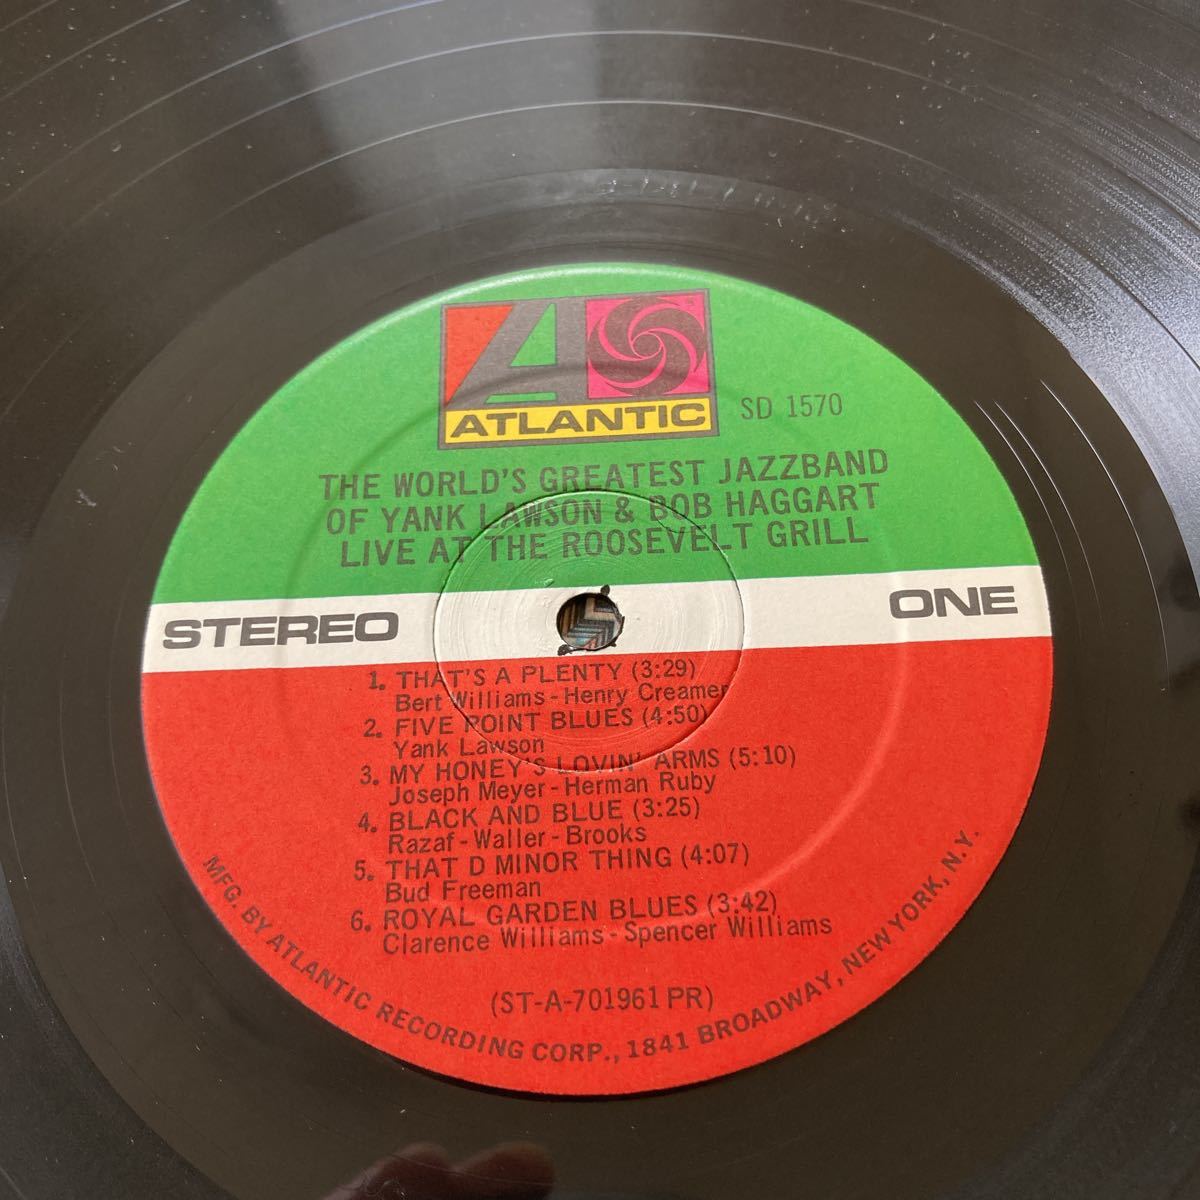 ATLANTIC
SD 1570
THE WORLD'S GREATEST JAZZBAND
OF YANK LAWSON & BOB HAGGART
LIVE AT THE ROOSEVELT GRILL
STEREO
ONE
1. THAT'S A PLENTY (3:29)
Bert Williams-Henry Creamer
2. FIVE POINT BLUES (4:50)
Yank Lawson
3. MY HONEY'S LOVIN' ARMS (5:10)
Joseph Meyer-Herman Ruby
4. BLACK AND BLUE (3:25)
Razaf-Waller-Brooks
5. THAT D MINOR THING (4:07)
Bud Freeman
6. ROYAL GARDEN BLUES (3:42)
Clarence Williams-Spencer Williams
(ST-A-701961 PR)
MFG. BY ATLANTIC RECORDING CORP., 1841 BROADWAY, NEW YORK, N.Y.